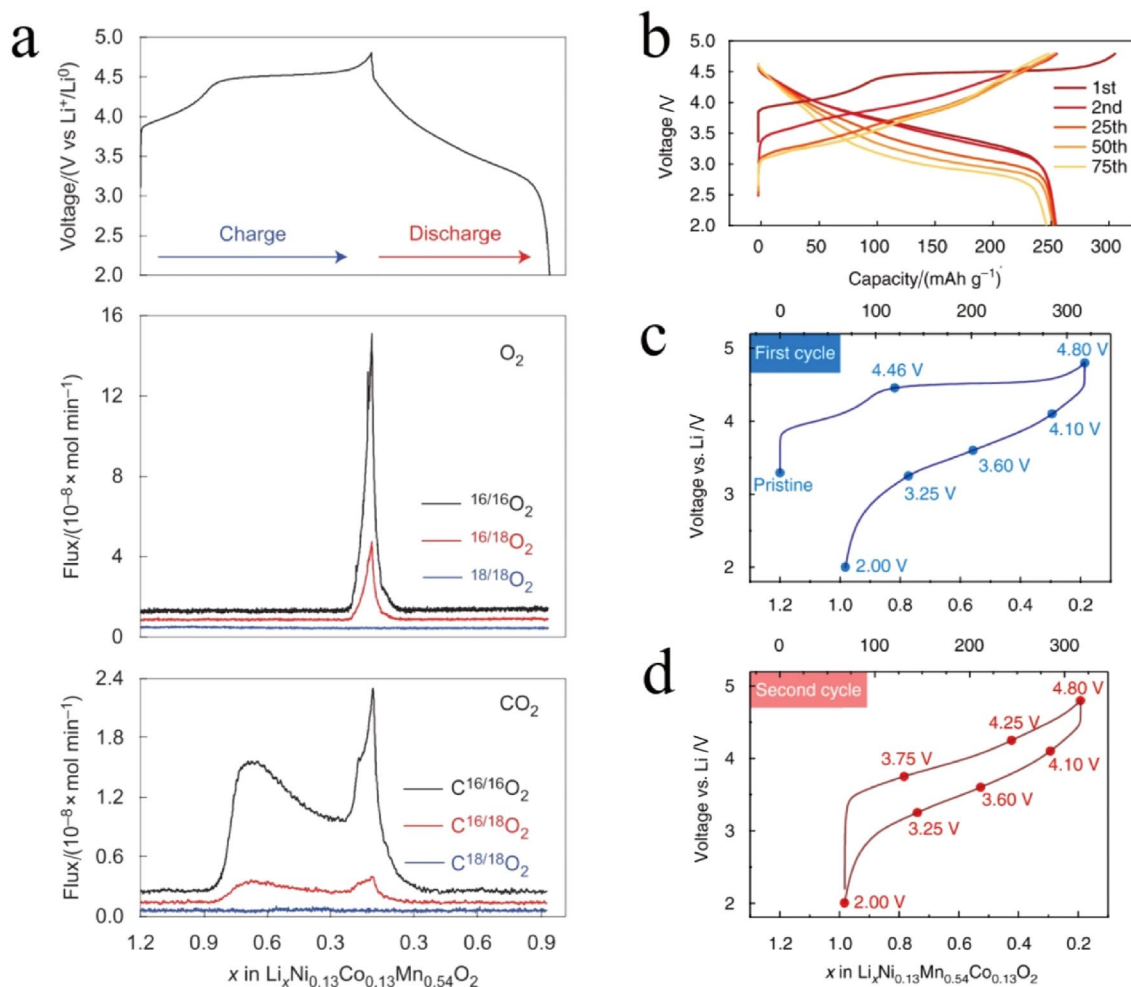 a
Voltage/(V vs Li⁺/Li⁰)
5.0
4.5
4.0
3.5
3.0
2.5
2.0
Charge
Discharge
Flux/(10⁻⁸ × mol min⁻¹)
16
12
8
4
0
O₂
¹⁶/¹⁶O₂
¹⁶/¹⁸O₂
¹⁸/¹⁸O₂
Flux/(10⁻⁸ × mol min⁻¹)
2.4
1.8
1.2
0.6
0.0
CO₂
C¹⁶/¹⁶O₂
C¹⁶/¹⁸O₂
C¹⁸/¹⁸O₂
1.2 0.9 0.6 0.3 0.3 0.6 0.9
x in LiₓNi₀.₁₃Co₀.₁₃Mn₀.₅₄O₂
b
Voltage /V
5.0
4.5
4.0
3.5
3.0
2.5
2.0
1st
2nd
25th
50th
75th
0 50 100 150 200 250 300
Capacity/(mAh g⁻¹)
c
0 100 200 300
First cycle
Voltage vs. Li /V
5
4
3
2
4.46 V
4.80 V
4.10 V
3.60 V
3.25 V
Pristine
2.00 V
1.2 1.0 0.8 0.6 0.4 0.2
d
0 100 200 300
Second cycle
Voltage vs. Li /V
5
4
3
2
4.80 V
4.25 V
3.75 V
4.10 V
3.60 V
3.25 V
2.00 V
1.2 1.0 0.8 0.6 0.4 0.2
x in LiₓNi₀.₁₃Mn₀.₅₄Co₀.₁₃O₂